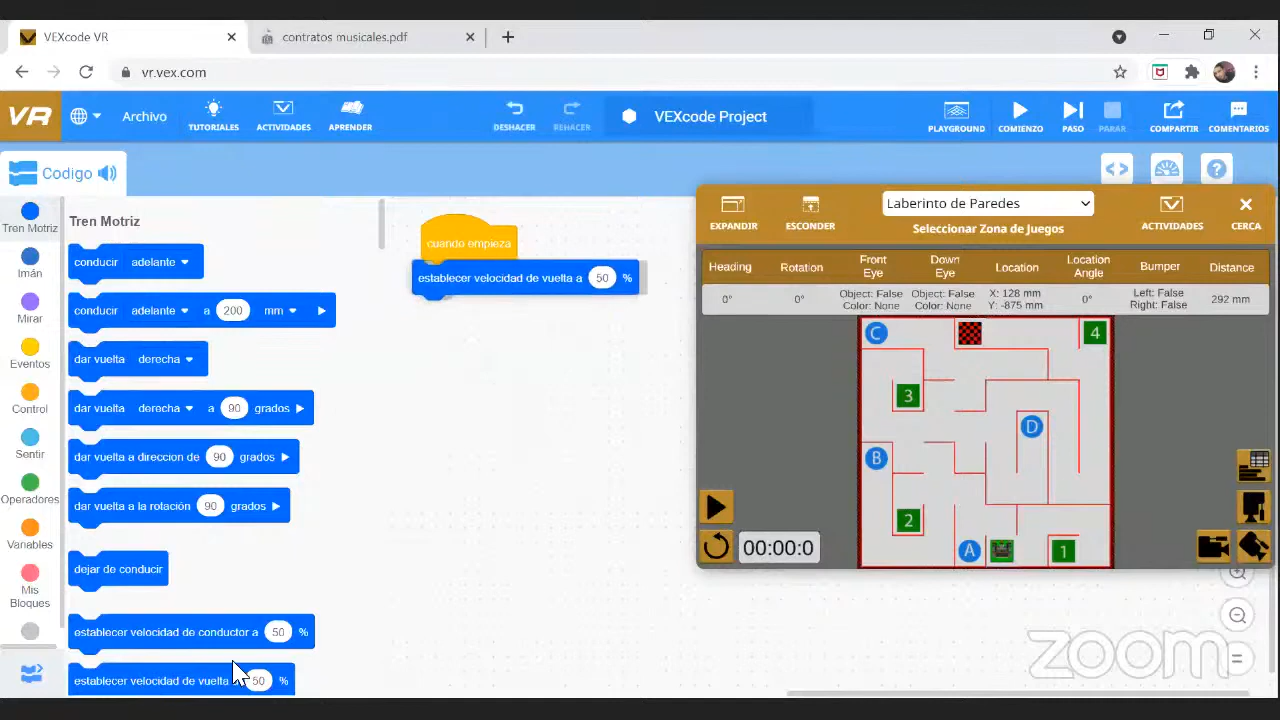 VEXcode VR
contratos musicales.pdf
vr.vex.com
VR
Archivo
TUTORIALES
ACTIVIDADES
APRENDER
DESHACER
REHACER
VEXcode Project
PLAYGROUND
COMIENZO
PASO
PARAR
COMPARTIR
COMENTARIOS
Codigo
Tren Motriz
Imán
Mirar
Eventos
Control
Sentir
Operadores
Variables
Mis
Bloques
Tren Motriz
conducir adelante
conducir adelante a 200 mm
dar vuelta derecha
dar vuelta derecha a 90 grados
dar vuelta a direccion de 90 grados
dar vuelta a la rotación 90 grados
dejar de conducir
establecer velocidad de conductor a 50 %
establecer velocidad de vuelta 50 %
cuando empieza
establecer velocidad de vuelta a 50 %
EXPANDIR
ESCONDER
Laberinto de Paredes
Seleccionar Zona de Juegos
ACTIVIDADES
CERCA
Heading Rotation Front Eye Down Eye Location Location Angle Bumper Distance
0° 0° Object: False Color: None Object: False Color: None X: 128 mm Y: -875 mm 0° Left: False Right: False 292 mm
C
4
3
D
B
2
A
1
00:00:0
zoom